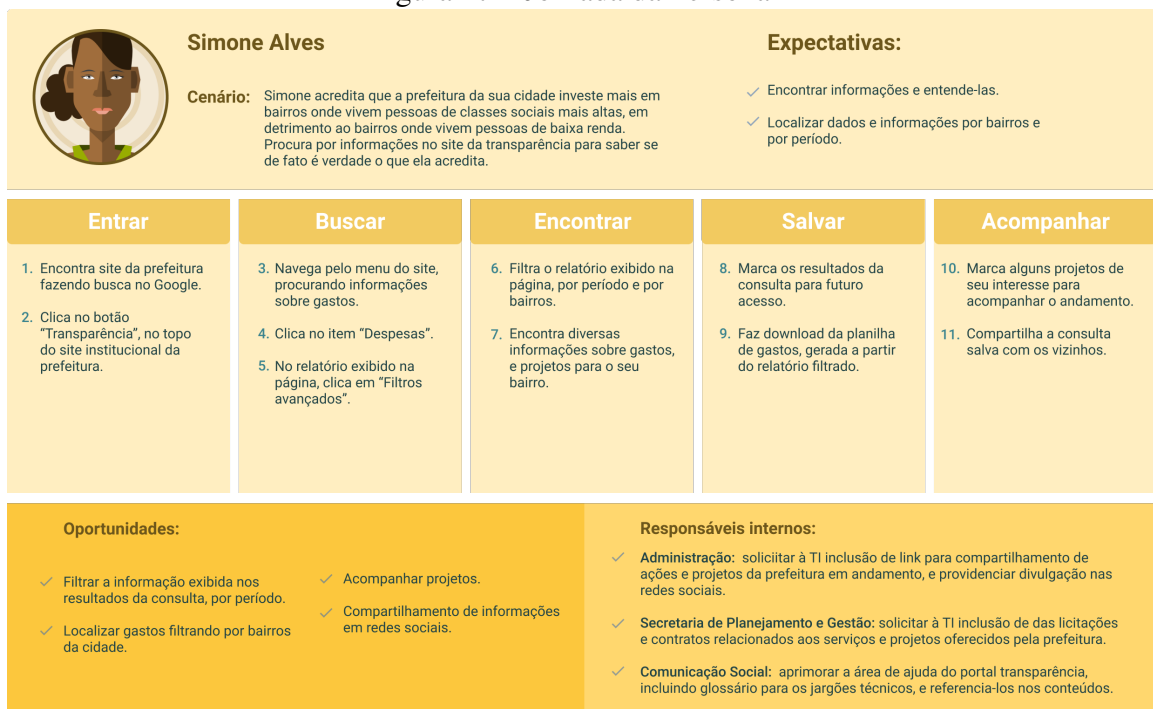 Simone Alves
Cenário:
Simone acredita que a prefeitura da sua cidade investe mais em
bairros onde vivem pessoas de classes sociais mais altas, em
detrimento ao bairros onde vivem pessoas de baixa renda.
Procura por informações no site da transparência para saber se
de fato é verdade o que ela acredita.
Expectativas:
Encontrar informações e entende-las.
Localizar dados e informações por bairros e
por período.
Entrar
1. Encontra site da prefeitura
fazendo busca no Google.
2. Clica no botão
“Transparência”, no topo
do site institucional da
prefeitura.
Buscar
3. Navega pelo menu do site,
procurando informações
sobre gastos.
4. Clica no item “Despesas“.
5. No relatório exibido na
página, clica em “Filtros
avançados”.
Encontrar
6. Filtra o relatório exibido na
página, por período e por
bairros.
7. Encontra diversas
informações sobre gastos,
e projetos para o seu
bairro.
Salvar
8. Marca os resultados da
consulta para futuro
acesso.
9. Faz download da planilha
de gastos, gerada a partir
do relatório filtrado.
Acompanhar
10. Marca alguns projetos de
seu interesse para
acompanhar o andamento.
11. Compartilha a consulta
salva com os vizinhos.
Oportunidades:
Filtrar a informação exibida nos
resultados da consulta, por período.
Localizar gastos filtrando por bairros
da cidade.
Acompanhar projetos.
Compartilhamento de informações
em redes sociais.
Responsáveis internos:
Administração: soliciitar à TI inclusão de link para compartilhamento de
ações e projetos da prefeitura em andamento, e providenciar divulgação nas
redes sociais.
Secretaria de Planejamento e Gestão: solicitar à TI inclusão de das licitações
e contratos relacionados aos serviços e projetos oferecidos pela prefeitura.
Comunicação Social: aprimorar a área de ajuda do portal transparência,
incluindo glossário para os jargões técnicos, e referencia-los nos conteúdos.